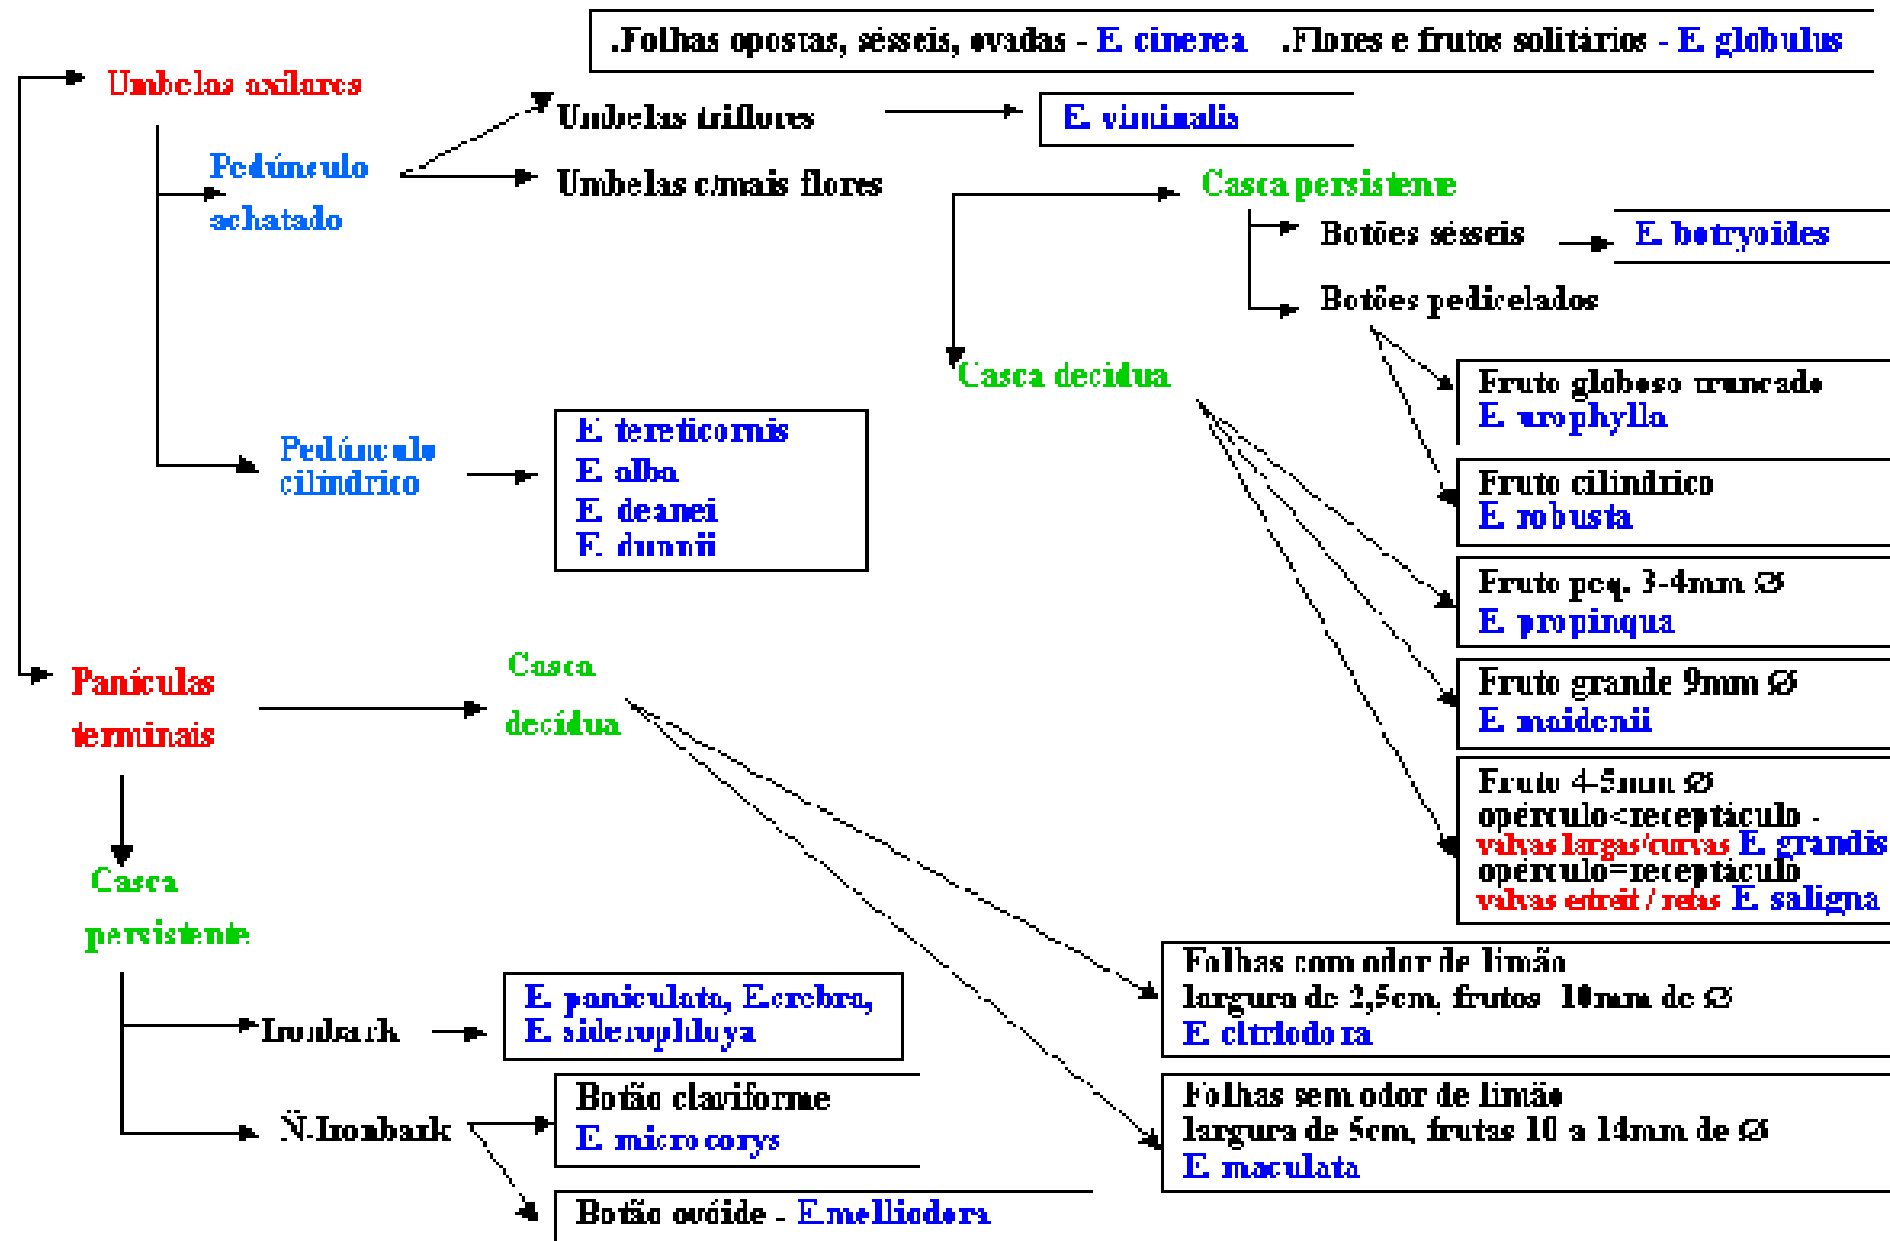 .Folhas opostas, sésseis, ovadas - E. cinerea .Flores e frutos solitários - E. globulus
Umbelas axilares
Umbelas triflores
E. viminalis
Pedúnculo
achatado
Umbelas c/mais flores
Casca persistente
Botões sésseis
E. botryoides
Botões pedicelados
Casca decídua
Fruto globoso truncado
E. urophylla
Pedúnculo
cilíndrico
E. tereticornis
E. alba
E. deanei
E. dunnii
Fruto cilíndrico
E. robusta
Fruto peq. 3-4mm Ø
E. propinqua
Fruto grande 9mm Ø
E. maidenii
Fruto 4-5mm Ø
opérculo<receptáculo -
valvas largas/curvas E. grandis
opérculo=receptáculo
valvas estreit / retas E. saligna
Paniculas
terminais
Casca
decídua
Casca
persistente
Folhas com odor de limão
largura de 2,5cm, frutos 10mm de Ø
E. citriodora
Ironbark
E. paniculata, E.crebra,
E. siderophloya
Folhas sem odor de limão
largura de 5cm, frutas 10 a 14mm de Ø
E. maculata
Ñ-Ironbark
Botão claviforme
E. microcorys
Botão ovóide - E.melliodora